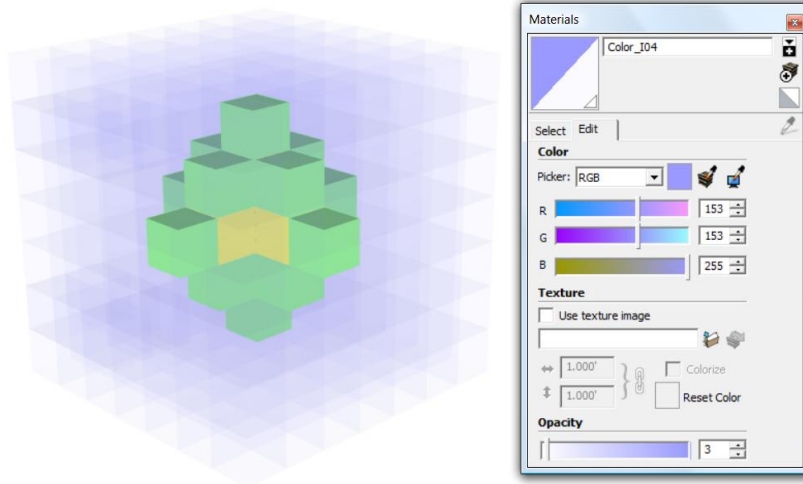 Materials
Color_I04
Select Edit
Color
Picker: RGB
R 153
G 153
B 255
Texture
Use texture image
1.000' Colorize
1.000' Reset Color
Opacity
3